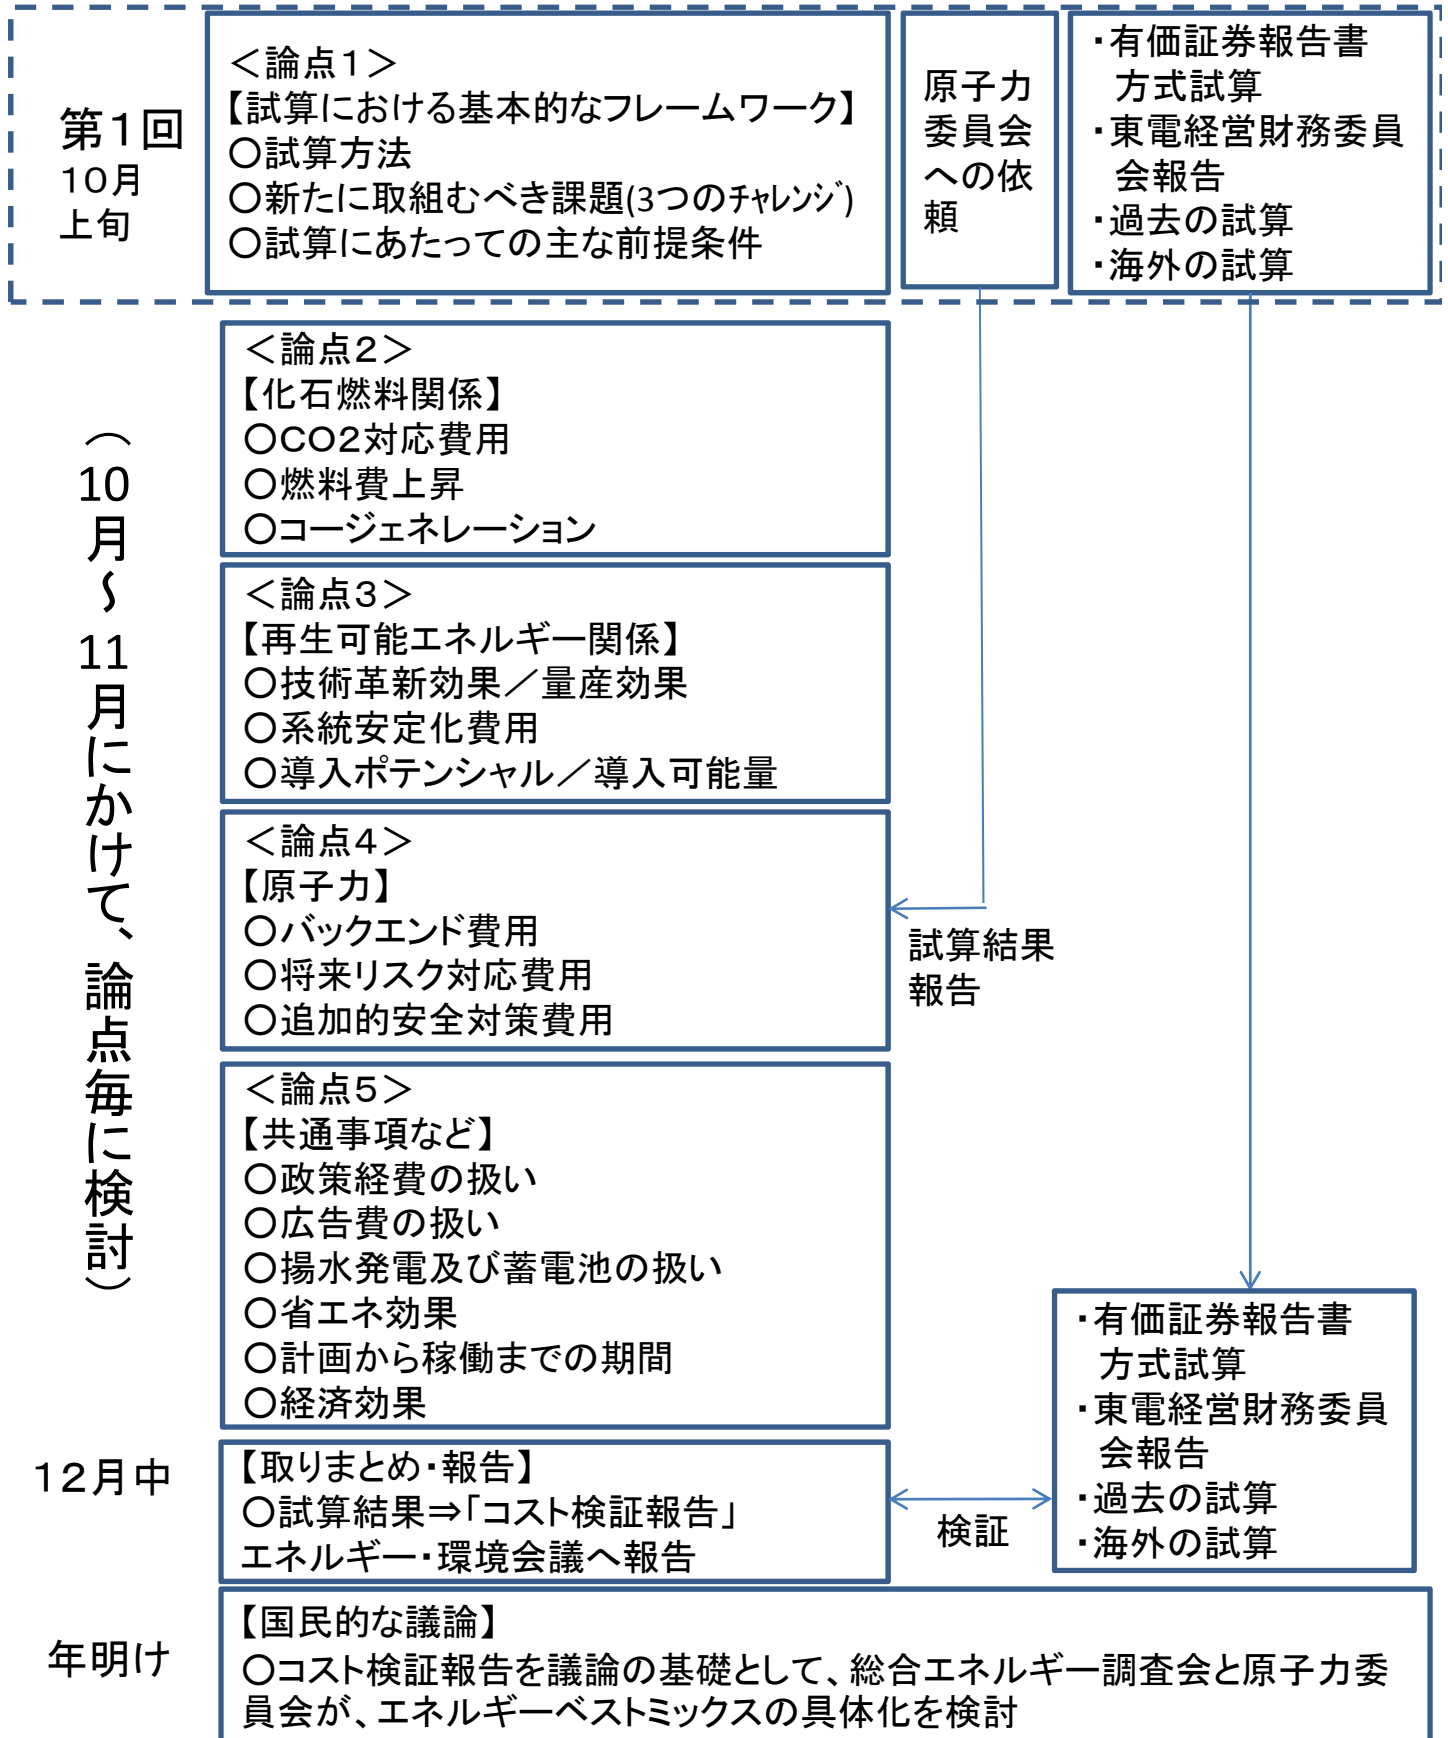 第1回
10月
上旬
＜論点1＞
【試算における基本的なフレームワーク】
○試算方法
○新たに取組むべき課題(3つのﾁｬﾚﾝｼﾞ)
○試算にあたっての主な前提条件
原子力
委員会
への依
頼
・有価証券報告書
方式試算
・東電経営財務委員
会報告
・過去の試算
・海外の試算
（10月～11月にかけて、論点毎に検討）
＜論点2＞
【化石燃料関係】
○CO2対応費用
○燃料費上昇
○コージェネレーション
＜論点3＞
【再生可能エネルギー関係】
○技術革新効果／量産効果
○系統安定化費用
○導入ポテンシャル／導入可能量
＜論点4＞
【原子力】
○バックエンド費用
○将来リスク対応費用
○追加的安全対策費用
試算結果
報告
＜論点5＞
【共通事項など】
○政策経費の扱い
○広告費の扱い
○揚水発電及び蓄電池の扱い
○省エネ効果
○計画から稼働までの期間
○経済効果
・有価証券報告書
方式試算
・東電経営財務委員
会報告
・過去の試算
・海外の試算
12月中
【取りまとめ・報告】
○試算結果⇒「コスト検証報告」
エネルギー・環境会議へ報告
検証
年明け
【国民的な議論】
○コスト検証報告を議論の基礎として、総合エネルギー調査会と原子力委
員会が、エネルギーベストミックスの具体化を検討